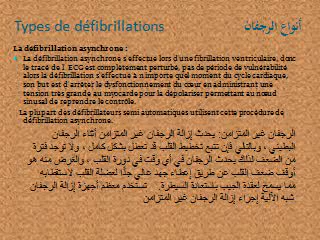 Types de défibrillations
أنواع الرجفان
La défibrillation asynchrone :
La défibrillation asynchrone s'effectue lors d'une fibrillation ventriculaire, donc
le tracé de l'ECG est complètement perturbé, pas de période de vulnérabilité
alors la défibrillation s'effectue à n'importe quel moment du cycle cardiaque,
son but est d'arrêter le dysfonctionnement du cœur en administrant une
tension très grande au myocarde pour la dépolariser permettant au nœud
sinusal de reprendre le contrôle.
La plupart des défibrillateurs semi automatiques utilisent cette procédure de
défibrillation asynchrone.
الرجفان غير المتزامن: يحدث إزالة الرجفان غير المتزامن أثناء الرجفان
البطيني ، وبالتالي فإن تتبع تخطيط القلب قد تعطل بشكل كامل ، ولا توجد فترة
من الضعف لذلك يحدث الرجفان في أي وقت في دورة القلب ، والغرض منه هو
أوقف ضعف القلب عن طريق إعطاء جهد عالي جدًا لعضلة القلب لاستقطابه
مما يسمح لعقدة الجيب باستعادة السيطرة. تستخدم معظم أجهزة إزالة الرجفان
شبه الآلية إجراء إزالة الرجفان غير المتزامن